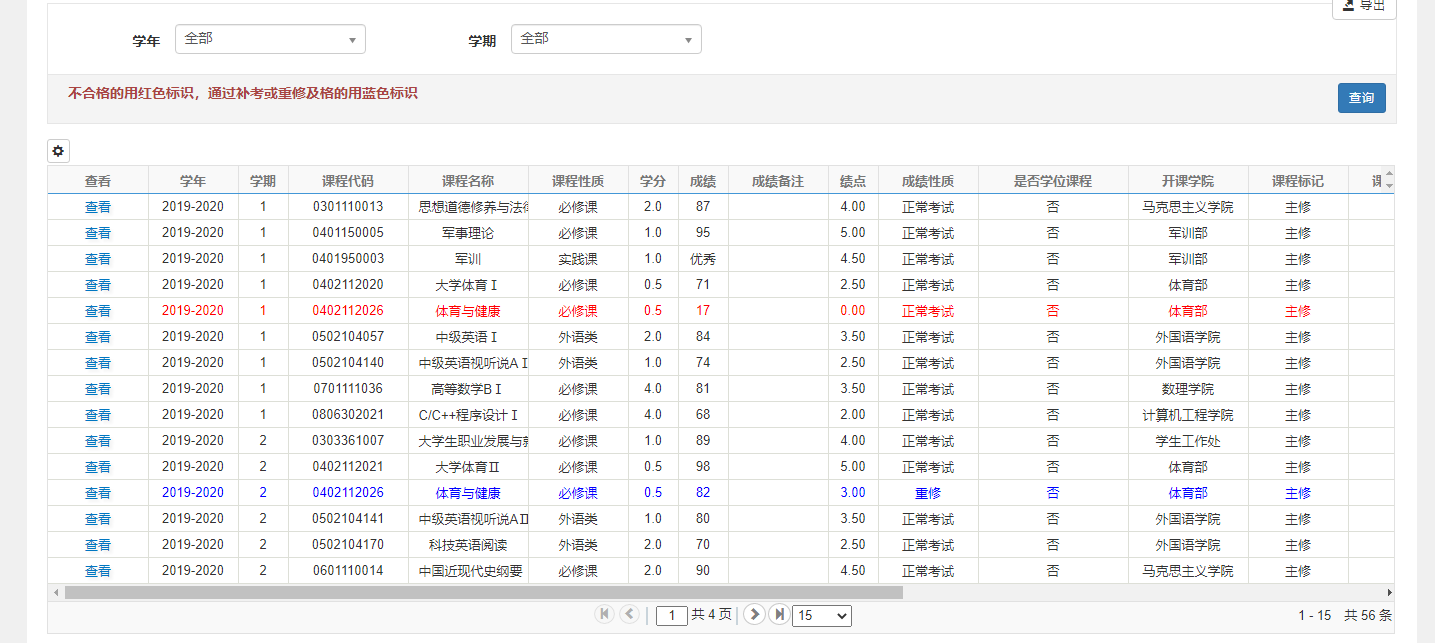 导出
学年 全部 学期 全部
不合格的用红色标识，通过补考或重修及格的用蓝色标识
查询
查看 学年 学期 课程代码 课程名称 课程性质 学分 成绩 成绩备注 绩点 成绩性质 是否学位课程 开课学院 课程标记 课
查看 2019-2020 1 0301110013 思想道德修养与法律 必修课 2.0 87 4.00 正常考试 否 马克思主义学院 主修
查看 2019-2020 1 0401150005 军事理论 必修课 1.0 95 5.00 正常考试 否 军训部 主修
查看 2019-2020 1 0401950003 军训 实践课 1.0 优秀 4.50 正常考试 否 军训部 主修
查看 2019-2020 1 0402112020 大学体育Ⅰ 必修课 0.5 71 2.50 正常考试 否 体育部 主修
查看 2019-2020 1 0402112026 体育与健康 必修课 0.5 17 0.00 正常考试 否 体育部 主修
查看 2019-2020 1 0502104057 中级英语Ⅰ 外语类 2.0 84 3.50 正常考试 否 外国语学院 主修
查看 2019-2020 1 0502104140 中级英语视听说AⅠ 外语类 1.0 74 2.50 正常考试 否 外国语学院 主修
查看 2019-2020 1 0701111036 高等数学BⅠ 必修课 4.0 81 3.50 正常考试 否 数理学院 主修
查看 2019-2020 1 0806302021 C/C++程序设计Ⅰ 必修课 4.0 68 2.00 正常考试 否 计算机工程学院 主修
查看 2019-2020 2 0303361007 大学生职业发展与就 必修课 1.0 89 4.00 正常考试 否 学生工作处 主修
查看 2019-2020 2 0402112021 大学体育Ⅱ 必修课 0.5 98 5.00 正常考试 否 体育部 主修
查看 2019-2020 2 0402112026 体育与健康 必修课 0.5 82 3.00 重修 否 体育部 主修
查看 2019-2020 2 0502104141 中级英语视听说AⅡ 外语类 1.0 80 3.50 正常考试 否 外国语学院 主修
查看 2019-2020 2 0502104170 科技英语阅读 外语类 2.0 70 2.50 正常考试 否 外国语学院 主修
查看 2019-2020 2 0601110014 中国近现代史纲要 必修课 2.0 90 4.50 正常考试 否 马克思主义学院 主修
1 共 4 页 15 1 - 15 共 56 条